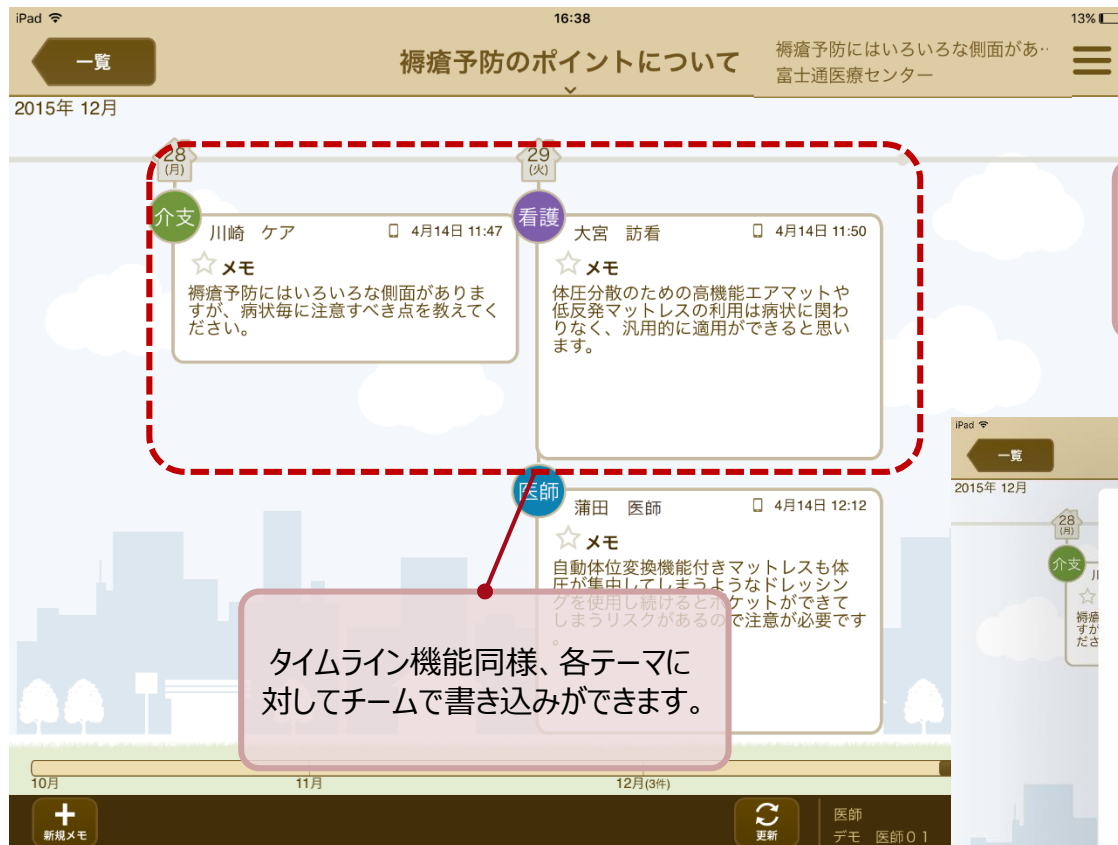 iPad 16:38 13%
一覧
褥瘡予防のポイントについて
褥瘡予防にはいろいろな側面があ…
富士通医療センター
2015年 12月
28
(月)
29
(火)
介支
川崎 ケア 4月14日 11:47
メモ
褥瘡予防にはいろいろな側面がありま
すが、病状毎に注意すべき点を教えてく
ださい。
看護
大宮 訪看 4月14日 11:50
メモ
体圧分散のための高機能エアマットや
低反発マットレスの利用は病状に関わ
りなく、汎用的に適用ができると思い
ます。
医師
蒲田 医師 4月14日 12:12
メモ
自動体位変換機能付きマットレスも体
圧が集中してしまうようなドレッシン
グを使用し続けるとポケットができて
しまうリスクがあるので注意が必要です
。
タイムライン機能同様、各テーマに
対してチームで書き込みができます。
10月 11月 12月(3件)
新規メモ
更新
医師
デモ 医師01
iPad
一覧
2015年 12月
28
(月)
介支
褥瘡
すが
ださ